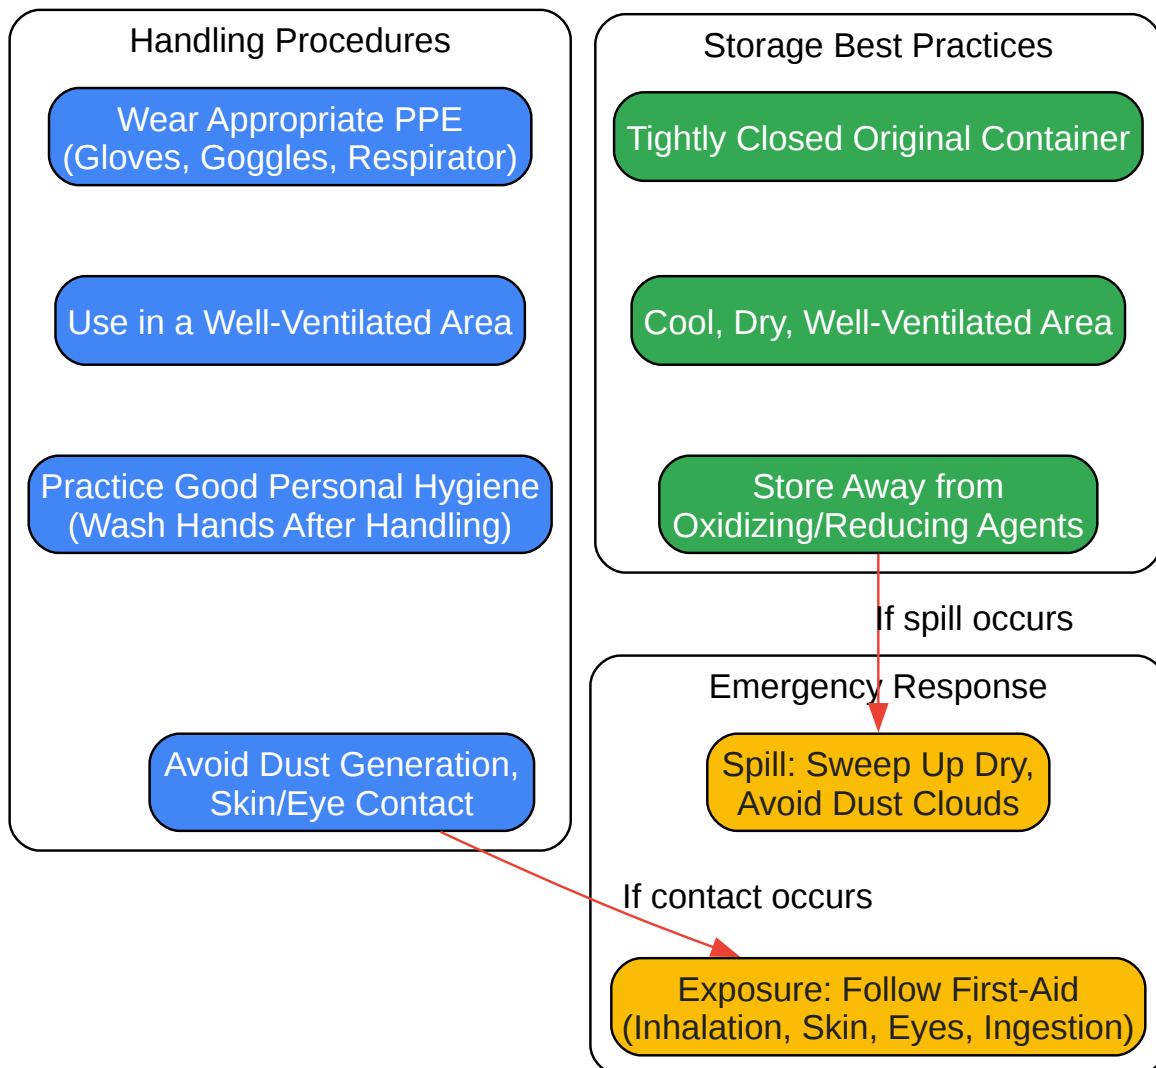 Handling Procedures
Wear Appropriate PPE
(Gloves, Goggles, Respirator)
Use in a Well-Ventilated Area
Practice Good Personal Hygiene
(Wash Hands After Handling)
Avoid Dust Generation,
Skin/Eye Contact
Storage Best Practices
Tightly Closed Original Container
Cool, Dry, Well-Ventilated Area
Store Away from
Oxidizing/Reducing Agents
If spill occurs
Emergency Response
Spill: Sweep Up Dry,
Avoid Dust Clouds
If contact occurs
Exposure: Follow First-Aid
(Inhalation, Skin, Eyes, Ingestion)